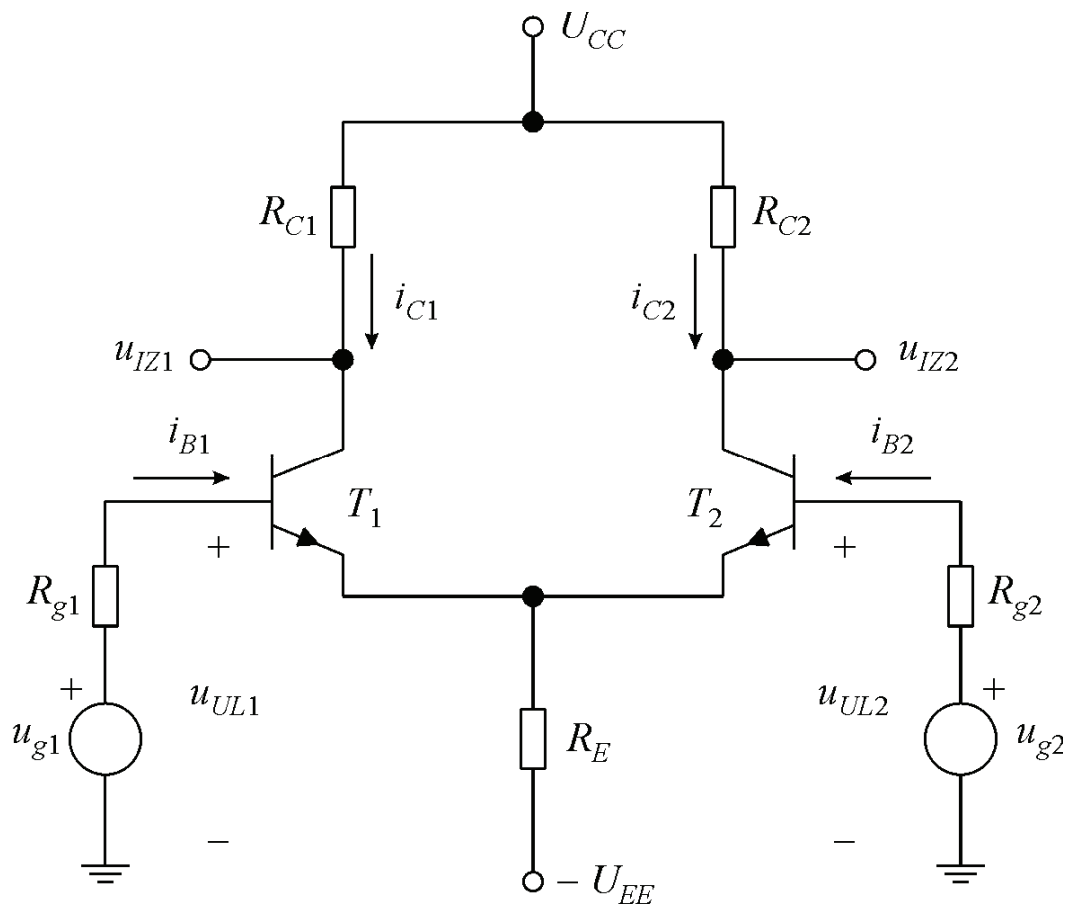 U_CC
R_C1
R_C2
i_C1
i_C2
u_IZ1
u_IZ2
i_B1
i_B2
T_1
T_2
+
+
R_g1
R_g2
+
+
u_UL1
u_UL2
u_g1
R_E
u_g2
–
–
– U_EE